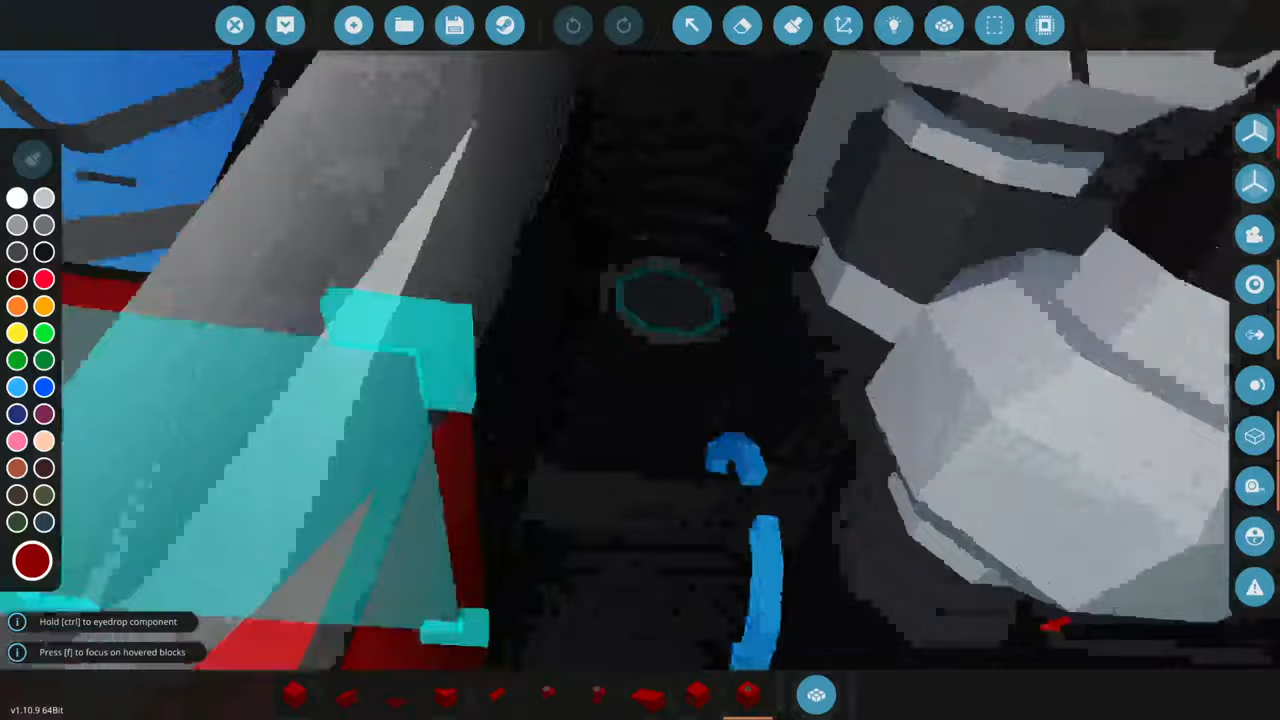 Hold [ctrl] to eyedrop component
Press [f] to focus on hovered blocks
v1.10.9 64Bit